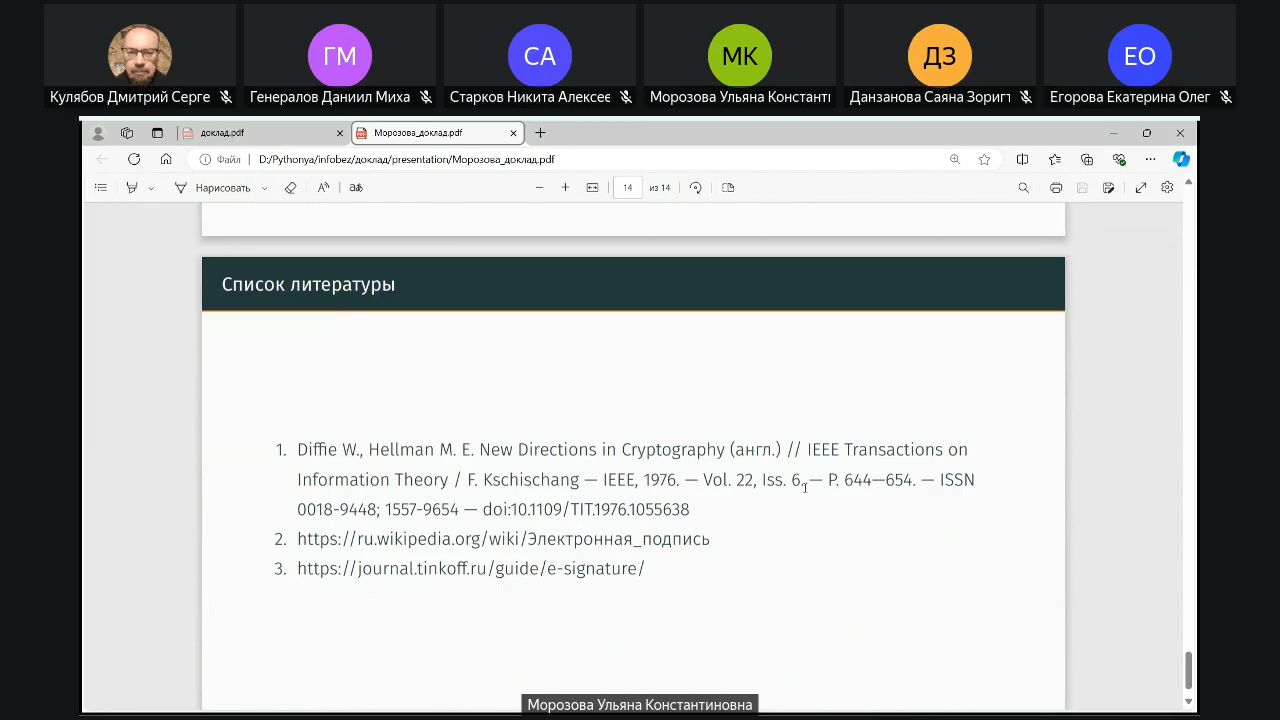 ГМ
СА
МК
ДЗ
ЕО
Кулябов Дмитрий Серге
Генералов Даниил Миха
Старков Никита Алексее
Морозова Ульяна Константи
Данзанова Саяна Зоригт
Егорова Екатерина Олег
доклад.pdf
Морозова_доклад.pdf
Файл
D:/Pythonya/infobez/доклад/presentation/Морозова_доклад.pdf
Нарисовать
14 из 14
Список литературы
1. Diffie W., Hellman M. E. New Directions in Cryptography (англ.) // IEEE Transactions on
Information Theory / F. Kschischang — IEEE, 1976. — Vol. 22, Iss. 6. — P. 644—654. — ISSN
0018-9448; 1557-9654 — doi:10.1109/TIT.1976.1055638
2. https://ru.wikipedia.org/wiki/Электронная_подпись
3. https://journal.tinkoff.ru/guide/e-signature/
Морозова Ульяна Константиновна